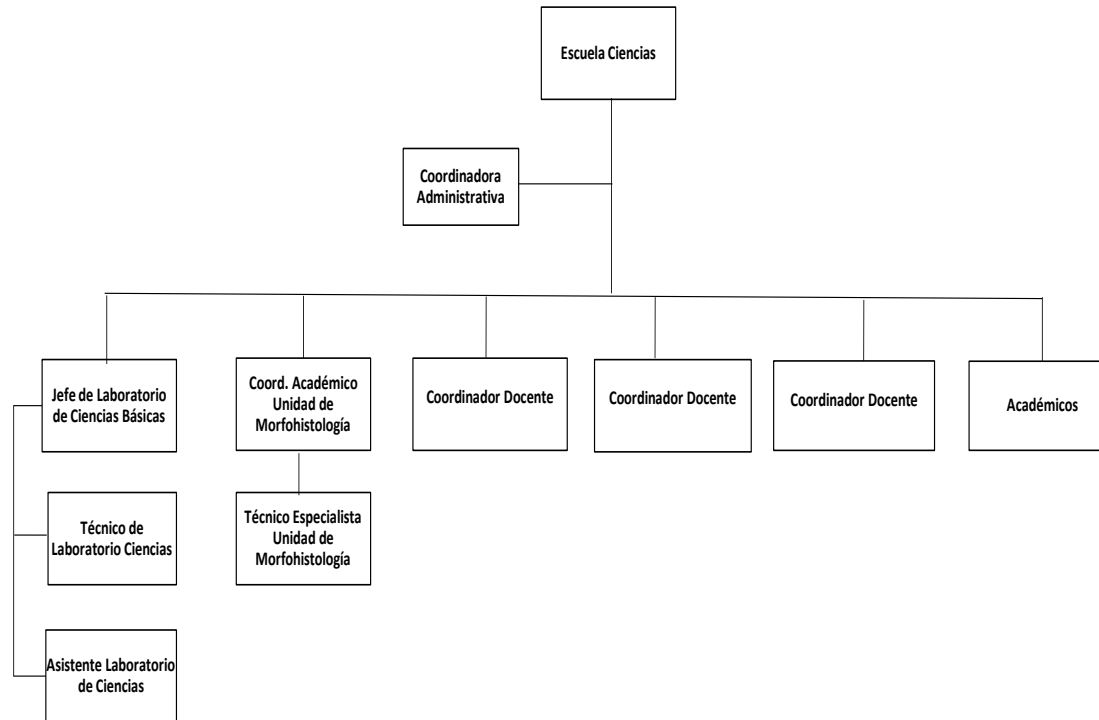 Escuela Ciencias
Coordinadora
Administrativa
Jefe de Laboratorio
de Ciencias Básicas
Coord. Académico
Unidad de
Morfohistología
Coordinador Docente
Coordinador Docente
Coordinador Docente
Académicos
Técnico de
Laboratorio Ciencias
Técnico Especialista
Unidad de
Morfohistología
Asistente Laboratorio
de Ciencias